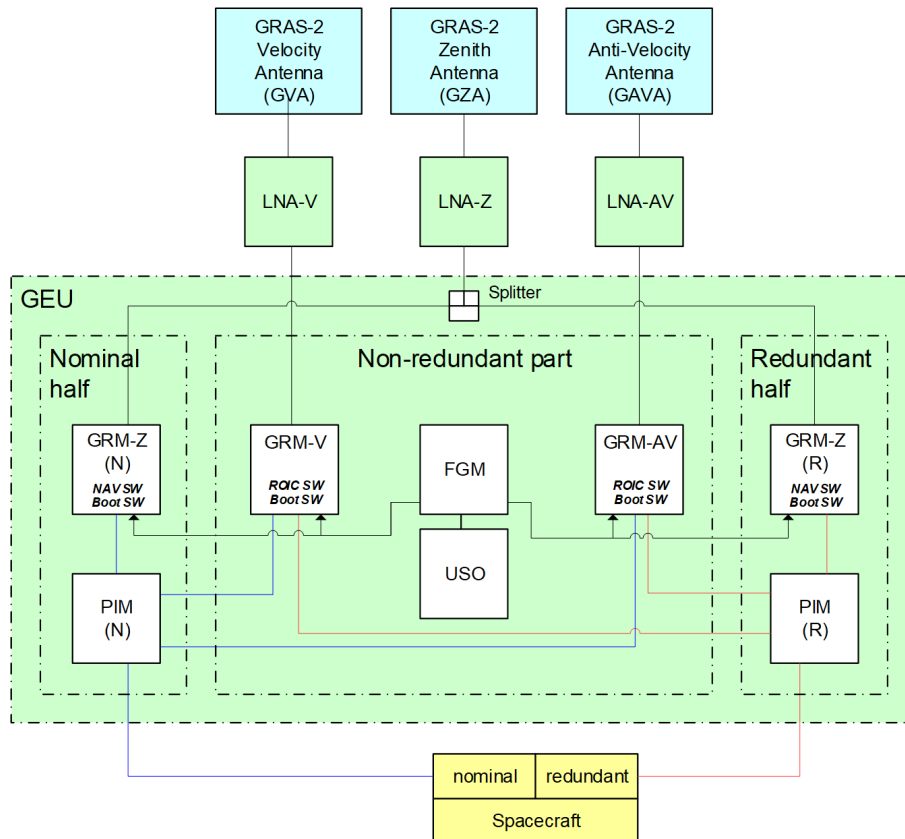 GRAS-2
Velocity
Antenna
(GVA)
GRAS-2
Zenith
Antenna
(GZA)
GRAS-2
Anti-Velocity
Antenna
(GAVA)
LNA-V
LNA-Z
LNA-AV
GEU
Splitter
Nominal
half
Non-redundant part
Redundant
half
GRM-Z
(N)
NAV SW
Boot SW
GRM-V
ROIC SW
Boot SW
FGM
GRM-AV
ROIC SW
Boot SW
GRM-Z
(R)
NAV SW
Boot SW
USO
PIM
(N)
PIM
(R)
nominal
redundant
Spacecraft